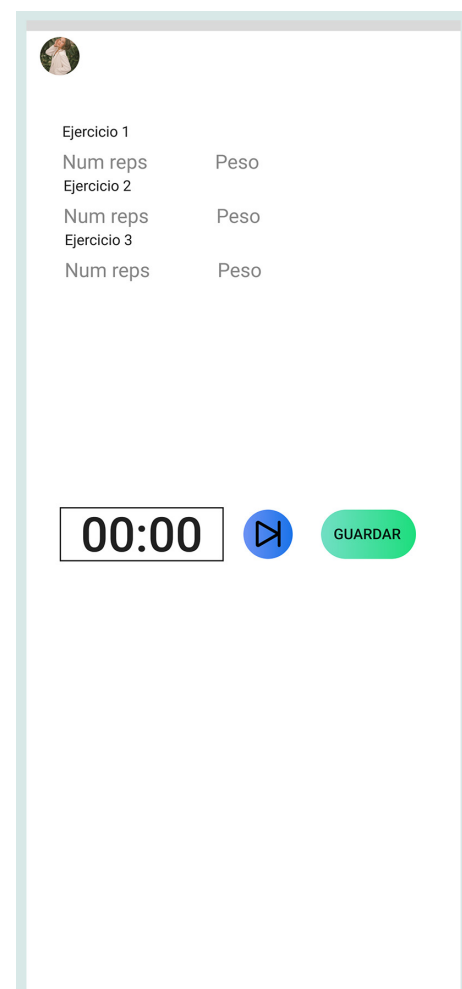 Ejercicio 1
Num reps Peso
Ejercicio 2
Num reps Peso
Ejercicio 3
Num reps Peso
00:00 GUARDAR